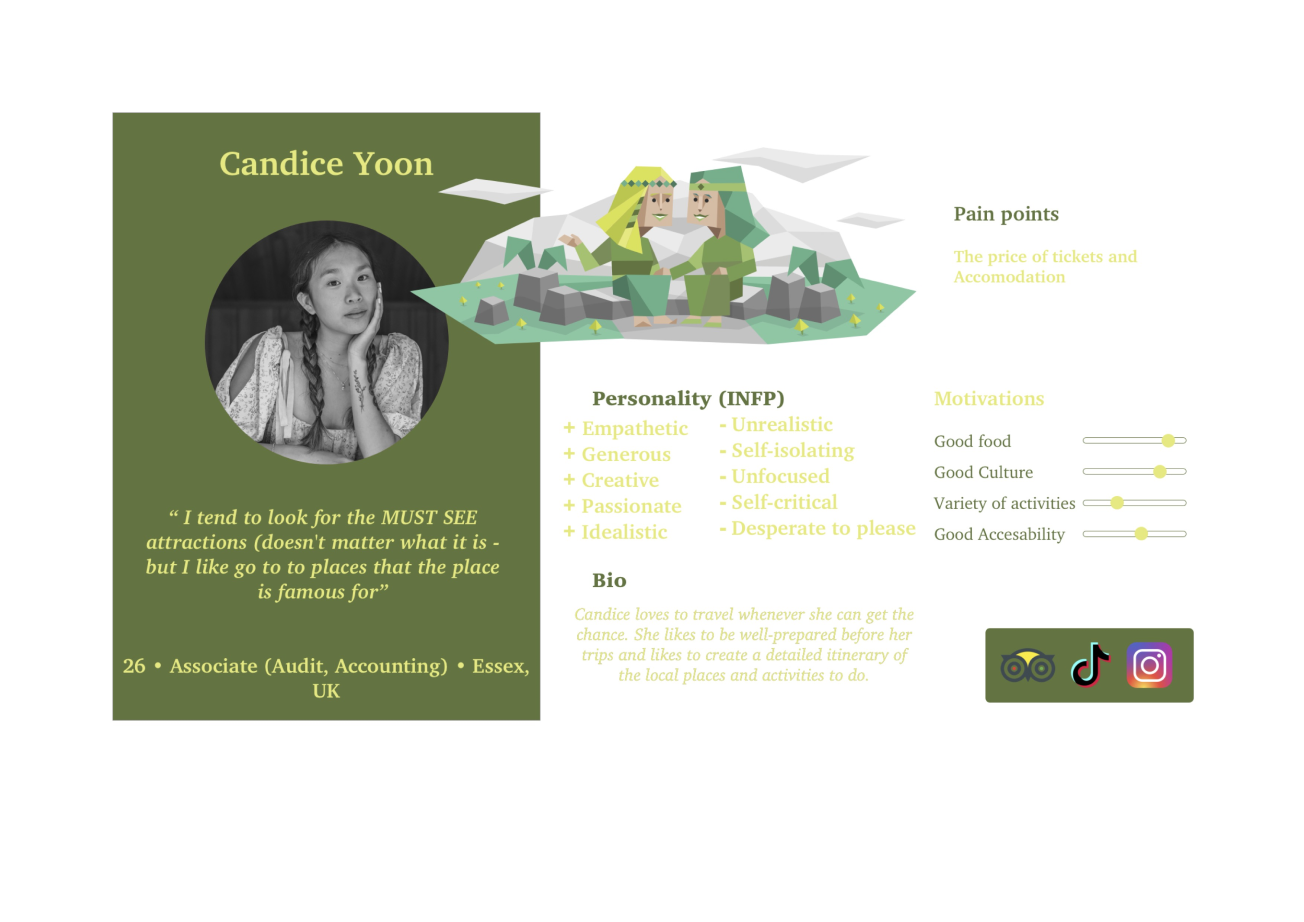 Candice Yoon
“ I tend to look for the MUST SEE
attractions (doesn't matter what it is -
but I like go to to places that the place
is famous for”
26 • Associate (Audit, Accounting) • Essex,
UK
Personality (INFP)
+ Empathetic
+ Generous
+ Creative
+ Passionate
+ Idealistic
- Unrealistic
- Self-isolating
- Unfocused
- Self-critical
- Desperate to please
Bio
Candice loves to travel whenever she can get the
chance. She likes to be well-prepared before her
trips and likes to create a detailed itinerary of
the local places and activities to do.
Pain points
The price of tickets and
Accomodation
Motivations
Good food
Good Culture
Variety of activities
Good Accesability